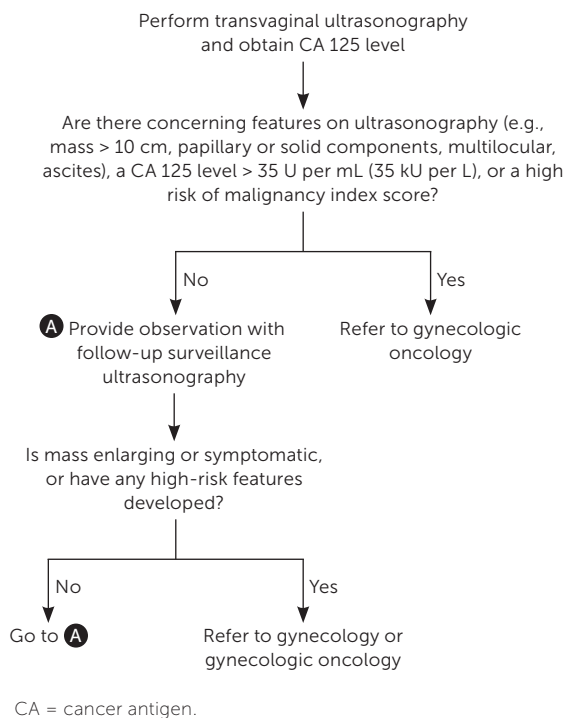 Perform transvaginal ultrasonography
and obtain CA 125 level
Are there concerning features on ultrasonography (e.g.,
mass > 10 cm, papillary or solid components, multilocular,
ascites), a CA 125 level > 35 U per mL (35 kU per L), or a high
risk of malignancy index score?
No
Yes
A Provide observation with
follow-up surveillance
ultrasonography
Refer to gynecologic
oncology
Is mass enlarging or symptomatic,
or have any high-risk features
developed?
No
Yes
Go to A
Refer to gynecology or
gynecologic oncology
CA = cancer antigen.